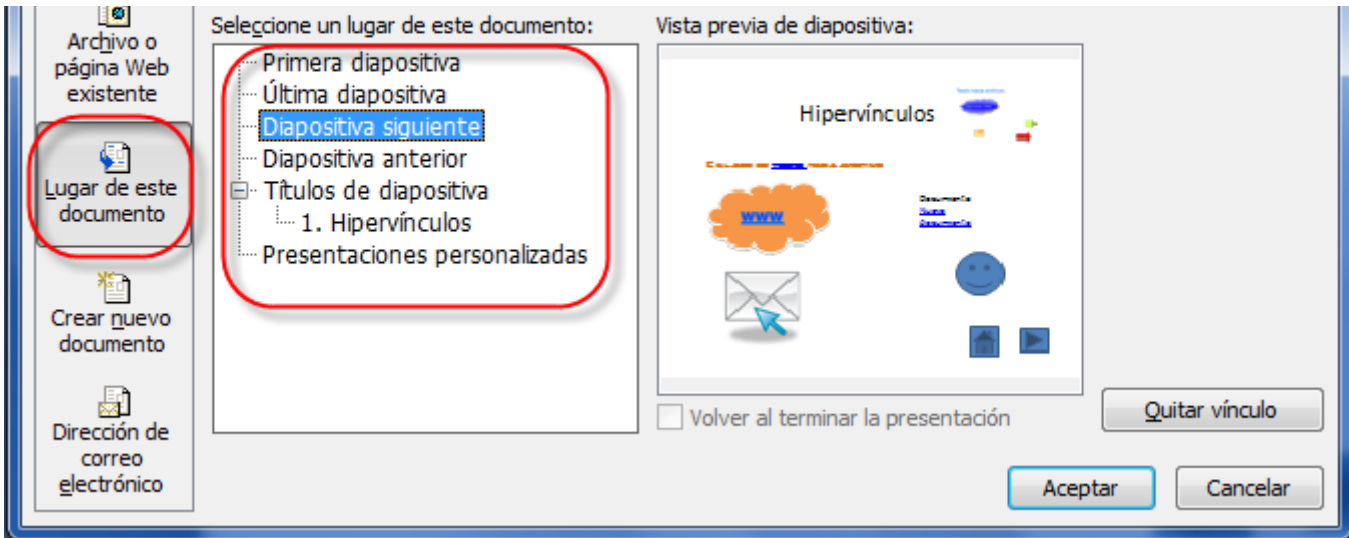 Archivo o
página Web
existente
Lugar de este
documento
Crear nuevo
documento
Dirección de
correo
electrónico
Seleccione un lugar de este documento:
Primera diapositiva
Última diapositiva
Diapositiva siguiente
Diapositiva anterior
Títulos de diapositiva
1. Hipervínculos
Presentaciones personalizadas
Vista previa de diapositiva:
Hipervínculos
www
Volver al terminar la presentación
Quitar vínculo
Aceptar
Cancelar